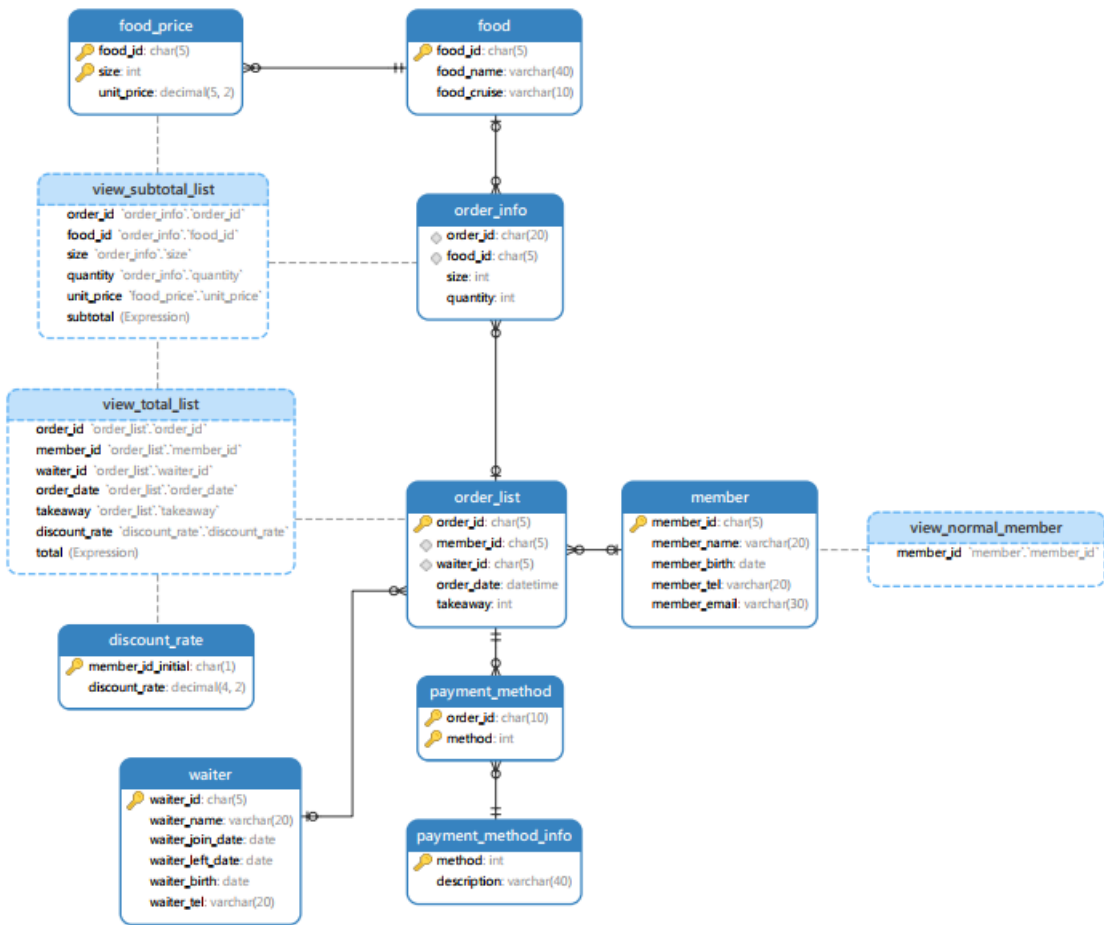 food_price
food_id: char(5)
size: int
unit_price: decimal(5, 2)
food
food_id: char(5)
food_name: varchar(40)
food_cruise: varchar(10)
view_subtotal_list
order_id `order_info`.`order_id`
food_id `order_info`.`food_id`
size `order_info`.`size`
quantity `order_info`.`quantity`
unit_price `food_price`.`unit_price`
subtotal (Expression)
order_info
order_id: char(20)
food_id: char(5)
size: int
quantity: int
view_total_list
order_id `order_list`.`order_id`
member_id `order_list`.`member_id`
waiter_id `order_list`.`waiter_id`
order_date `order_list`.`order_date`
takeaway `order_list`.`takeaway`
discount_rate `discount_rate`.`discount_rate`
total (Expression)
order_list
order_id: char(5)
member_id: char(5)
waiter_id: char(5)
order_date: datetime
takeaway: int
member
member_id: char(5)
member_name: varchar(20)
member_birth: date
member_tel: varchar(20)
member_email: varchar(30)
view_normal_member
member_id `member`.`member_id`
discount_rate
member_id_initial: char(1)
discount_rate: decimal(4, 2)
payment_method
order_id: char(10)
method: int
waiter
waiter_id: char(5)
waiter_name: varchar(20)
waiter_join_date: date
waiter_left_date: date
waiter_birth: date
waiter_tel: varchar(20)
payment_method_info
method: int
description: varchar(40)